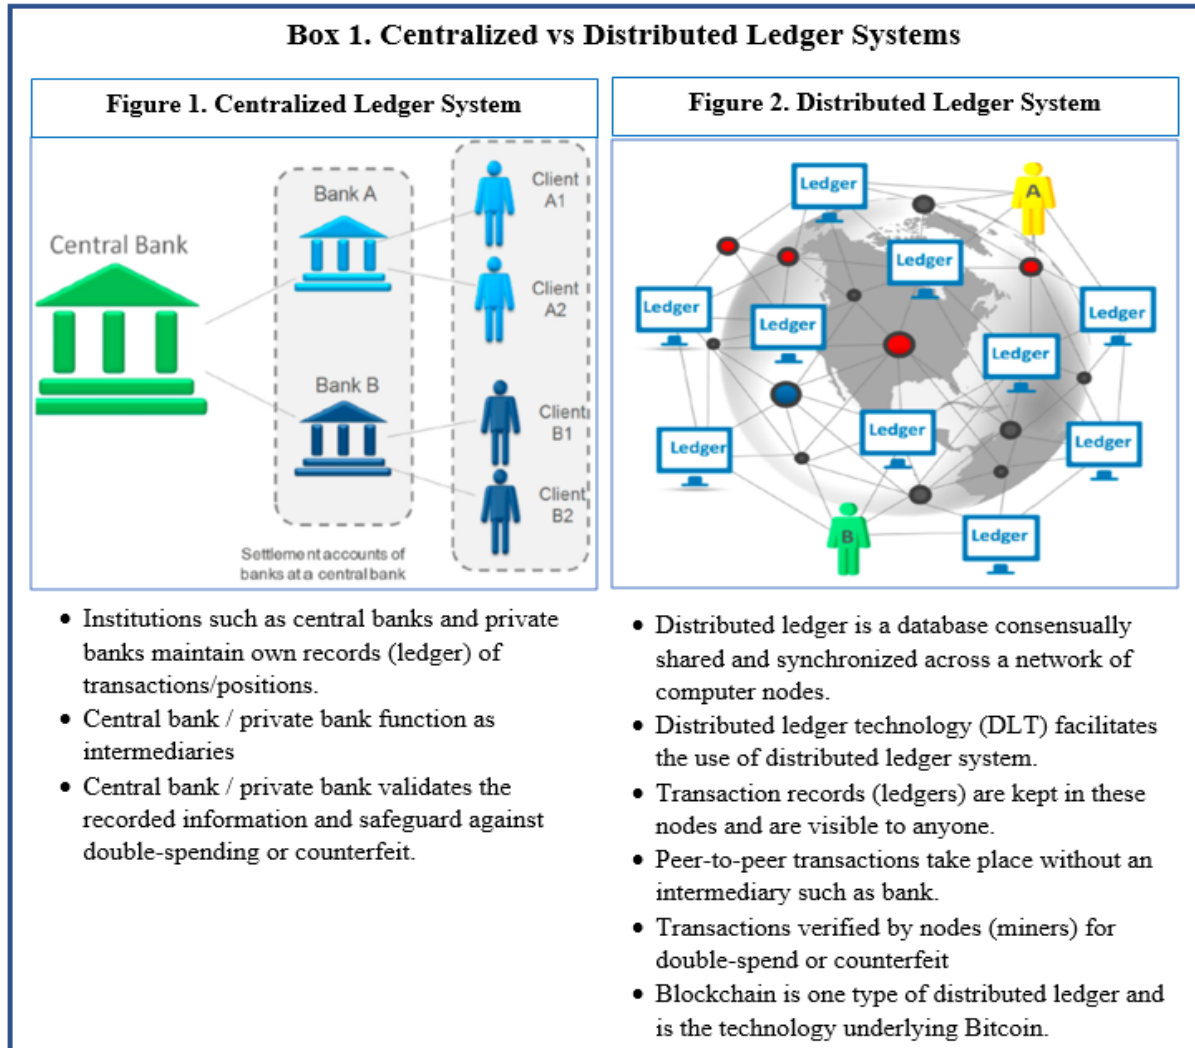 Box 1. Centralized vs Distributed Ledger Systems
Figure 1. Centralized Ledger System
Central Bank
Bank A
Bank B
Client
A1
Client
A2
Client
B1
Client
B2
Settlement accounts of
banks at a central bank
• Institutions such as central banks and private
banks maintain own records (ledger) of
transactions/positions.
• Central bank / private bank function as
intermediaries
• Central bank / private bank validates the
recorded information and safeguard against
double-spending or counterfeit.
Figure 2. Distributed Ledger System
Ledger
A
Ledger
Ledger
Ledger
Ledger
Ledger
Ledger
Ledger
Ledger
B
Ledger
• Distributed ledger is a database consensually
shared and synchronized across a network of
computer nodes.
• Distributed ledger technology (DLT) facilitates
the use of distributed ledger system.
• Transaction records (ledgers) are kept in these
nodes and are visible to anyone.
• Peer-to-peer transactions take place without an
intermediary such as bank.
• Transactions verified by nodes (miners) for
double-spend or counterfeit
• Blockchain is one type of distributed ledger and
is the technology underlying Bitcoin.